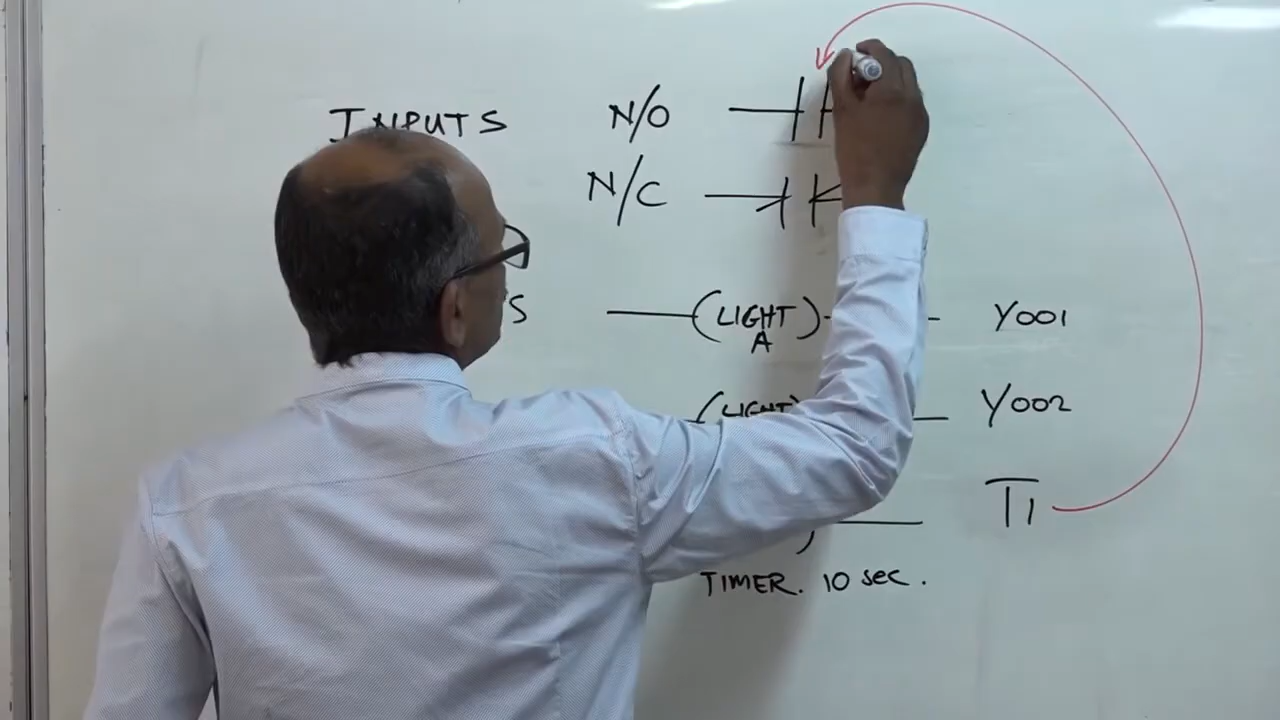 INPUTS N/O
N/C
S (LIGHT A) Y001
(LIGHT Y002
T1
TIMER. 10 sec.